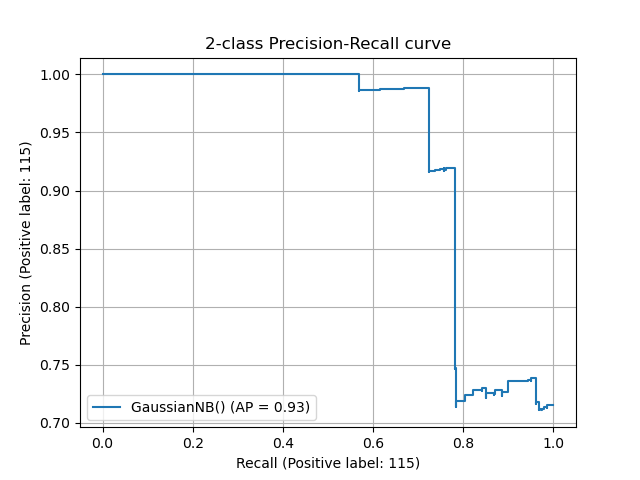 2-class Precision-Recall curve
Precision (Positive label: 115)
1.00
0.95
0.90
0.85
0.80
0.75
0.70
GaussianNB() (AP = 0.93)
0.0 0.2 0.4 0.6 0.8 1.0
Recall (Positive label: 115)